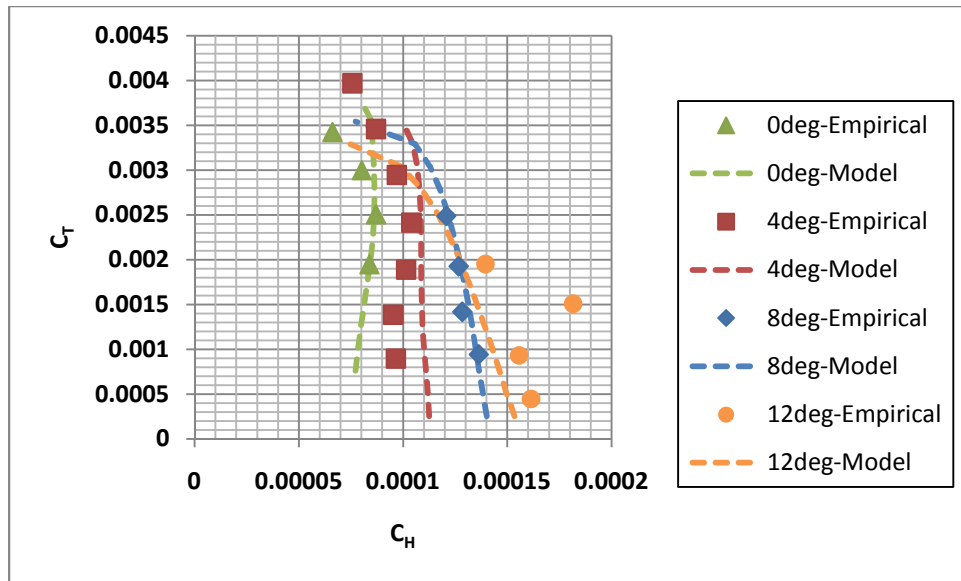 0.0045
0.004
0.0035
0.003
0.0025
0.002
0.0015
0.001
0.0005
0
CT
0 0.00005 0.0001 0.00015 0.0002
CH
0deg-Empirical
0deg-Model
4deg-Empirical
4deg-Model
8deg-Empirical
8deg-Model
12deg-Empirical
12deg-Model